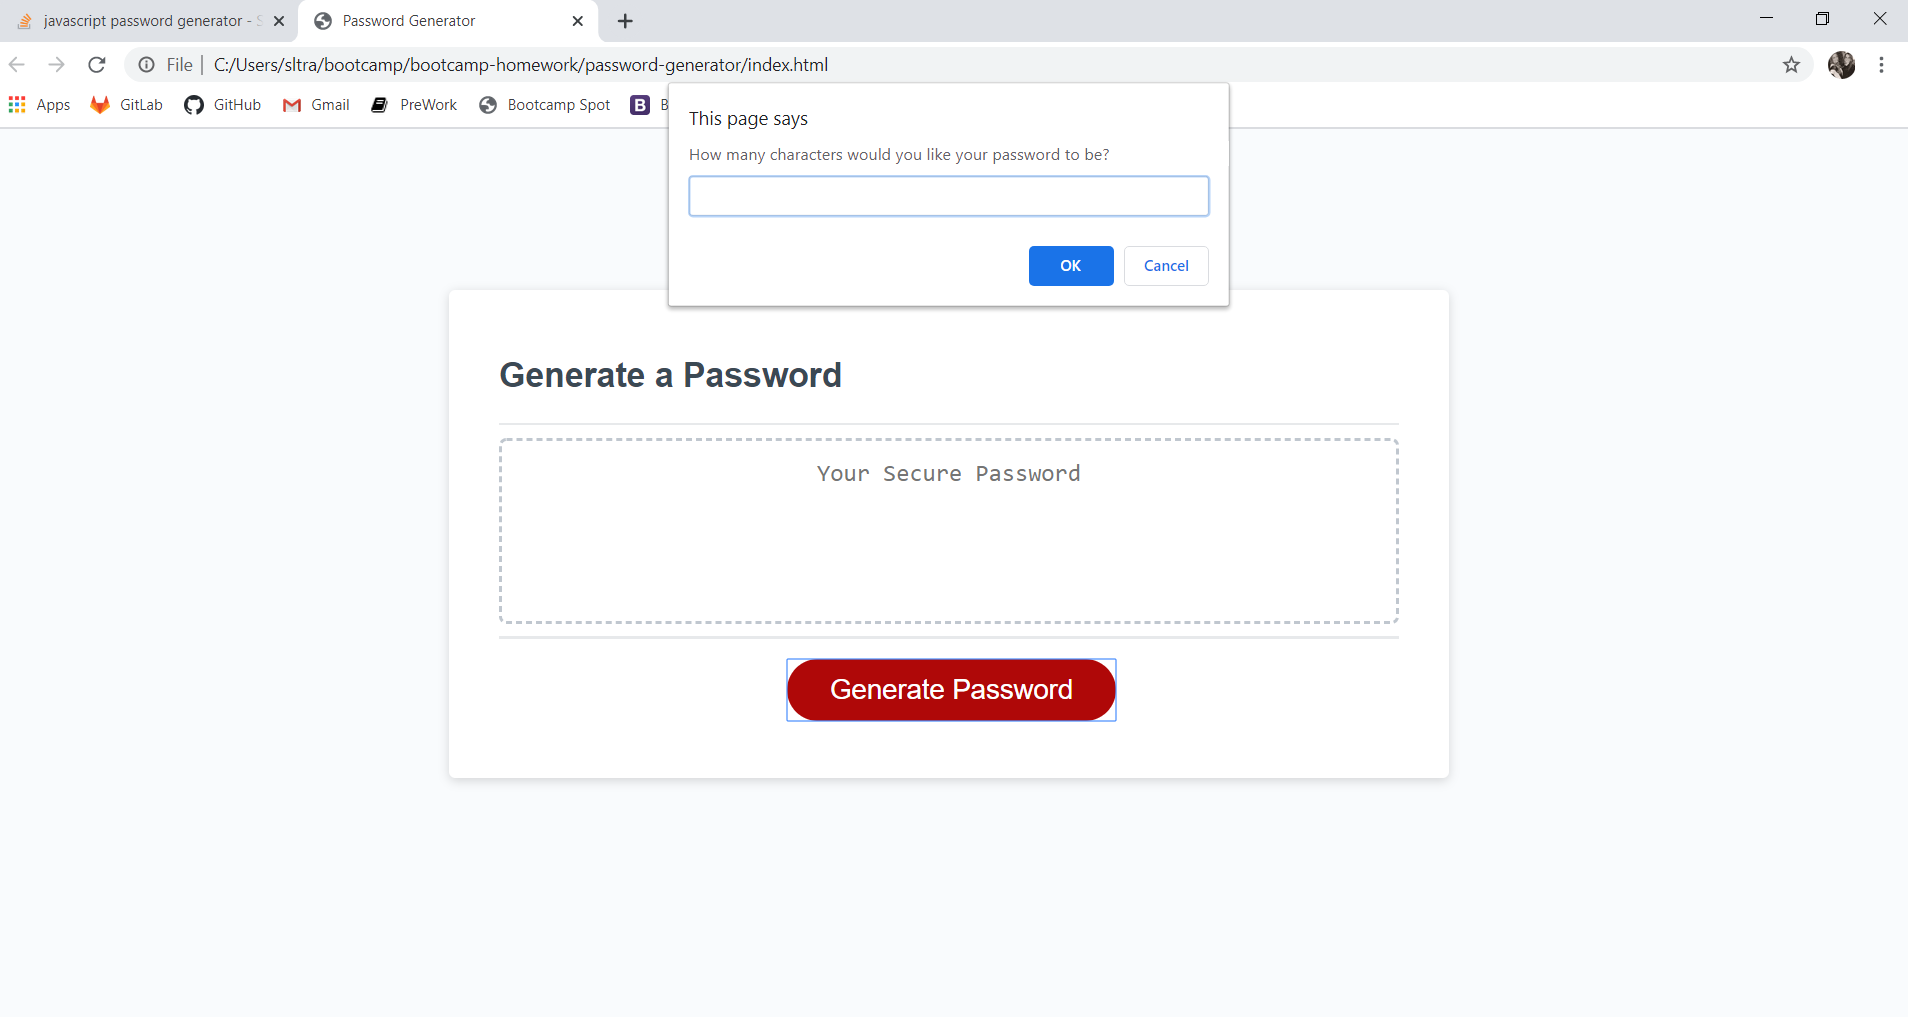 javascript password generator - S
Password Generator
File
C:/Users/sltra/bootcamp/bootcamp-homework/password-generator/index.html
Apps
GitLab
GitHub
Gmail
PreWork
Bootcamp Spot
B
B
This page says
How many characters would you like your password to be?
OK
Cancel
Generate a Password
Your Secure Password
Generate Password